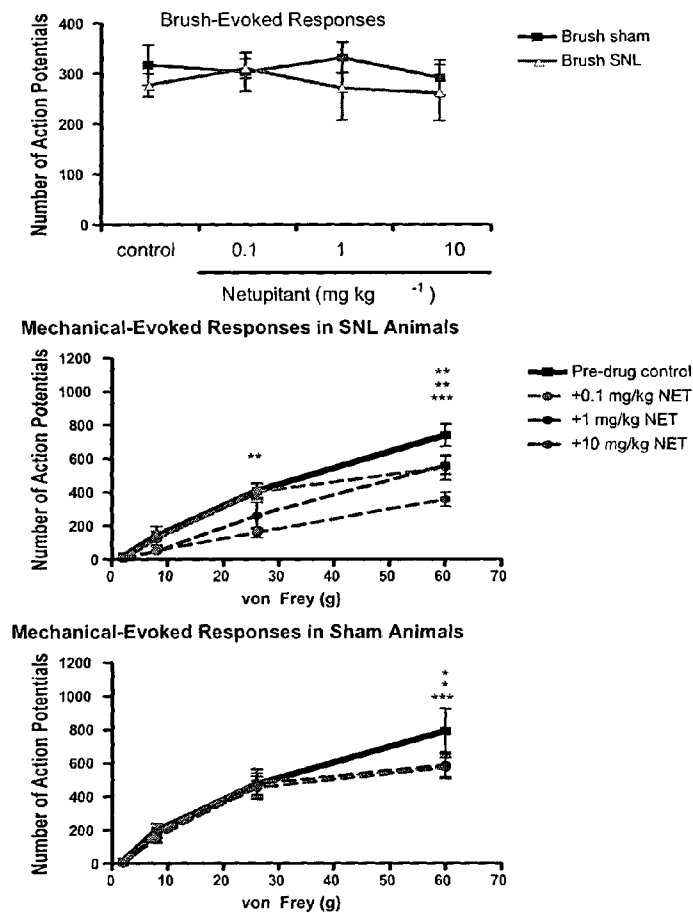 Brush-Evoked Responses
400
300
200
100
0
Number of Action Potentials
control
0.1
1
10
Netupitant (mg kg -1)
Brush sham
Brush SNL
Mechanical-Evoked Responses in SNL Animals
1200
1000
800
600
400
200
0
Number of Action Potentials
**
**
**
***
0 10 20 30 40 50 60 70
von Frey (g)
Pre-drug control
+0.1 mg/kg NET
+1 mg/kg NET
+10 mg/kg NET
Mechanical-Evoked Responses in Sham Animals
1200
1000
800
600
400
200
0
Number of Action Potentials
*
*
***
0 10 20 30 40 50 60 70
von Frey (g)